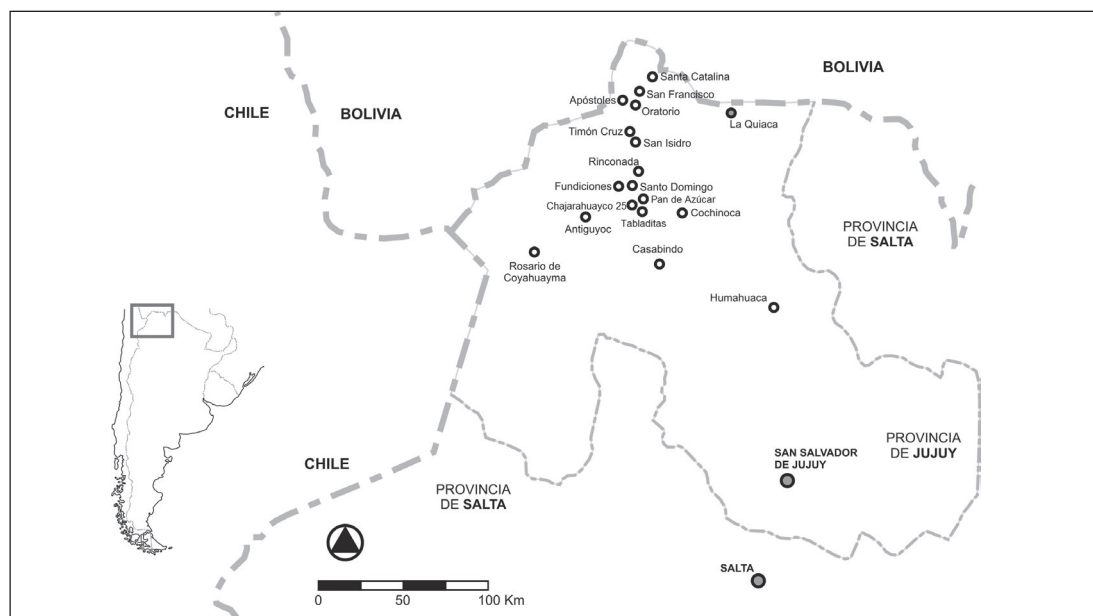 BOLIVIA
CHILE
BOLIVIA
Santa Catalina
San Francisco
Apóstoles
Oratorio
La Quiaca
Timón Cruz
San Isidro
Rinconada
Fundiciones
Santo Domingo
Pan de Azúcar
Chajarahuayco 25
Tabladitas
Cochinoca
Antiguyoc
PROVINCIA
DE SALTA
Casabindo
Rosario de
Coyahuayma
Humahuaca
PROVINCIA
DE JUJUY
SAN SALVADOR
DE JUJUY
CHILE
PROVINCIA
DE SALTA
SALTA
0
50
100 Km